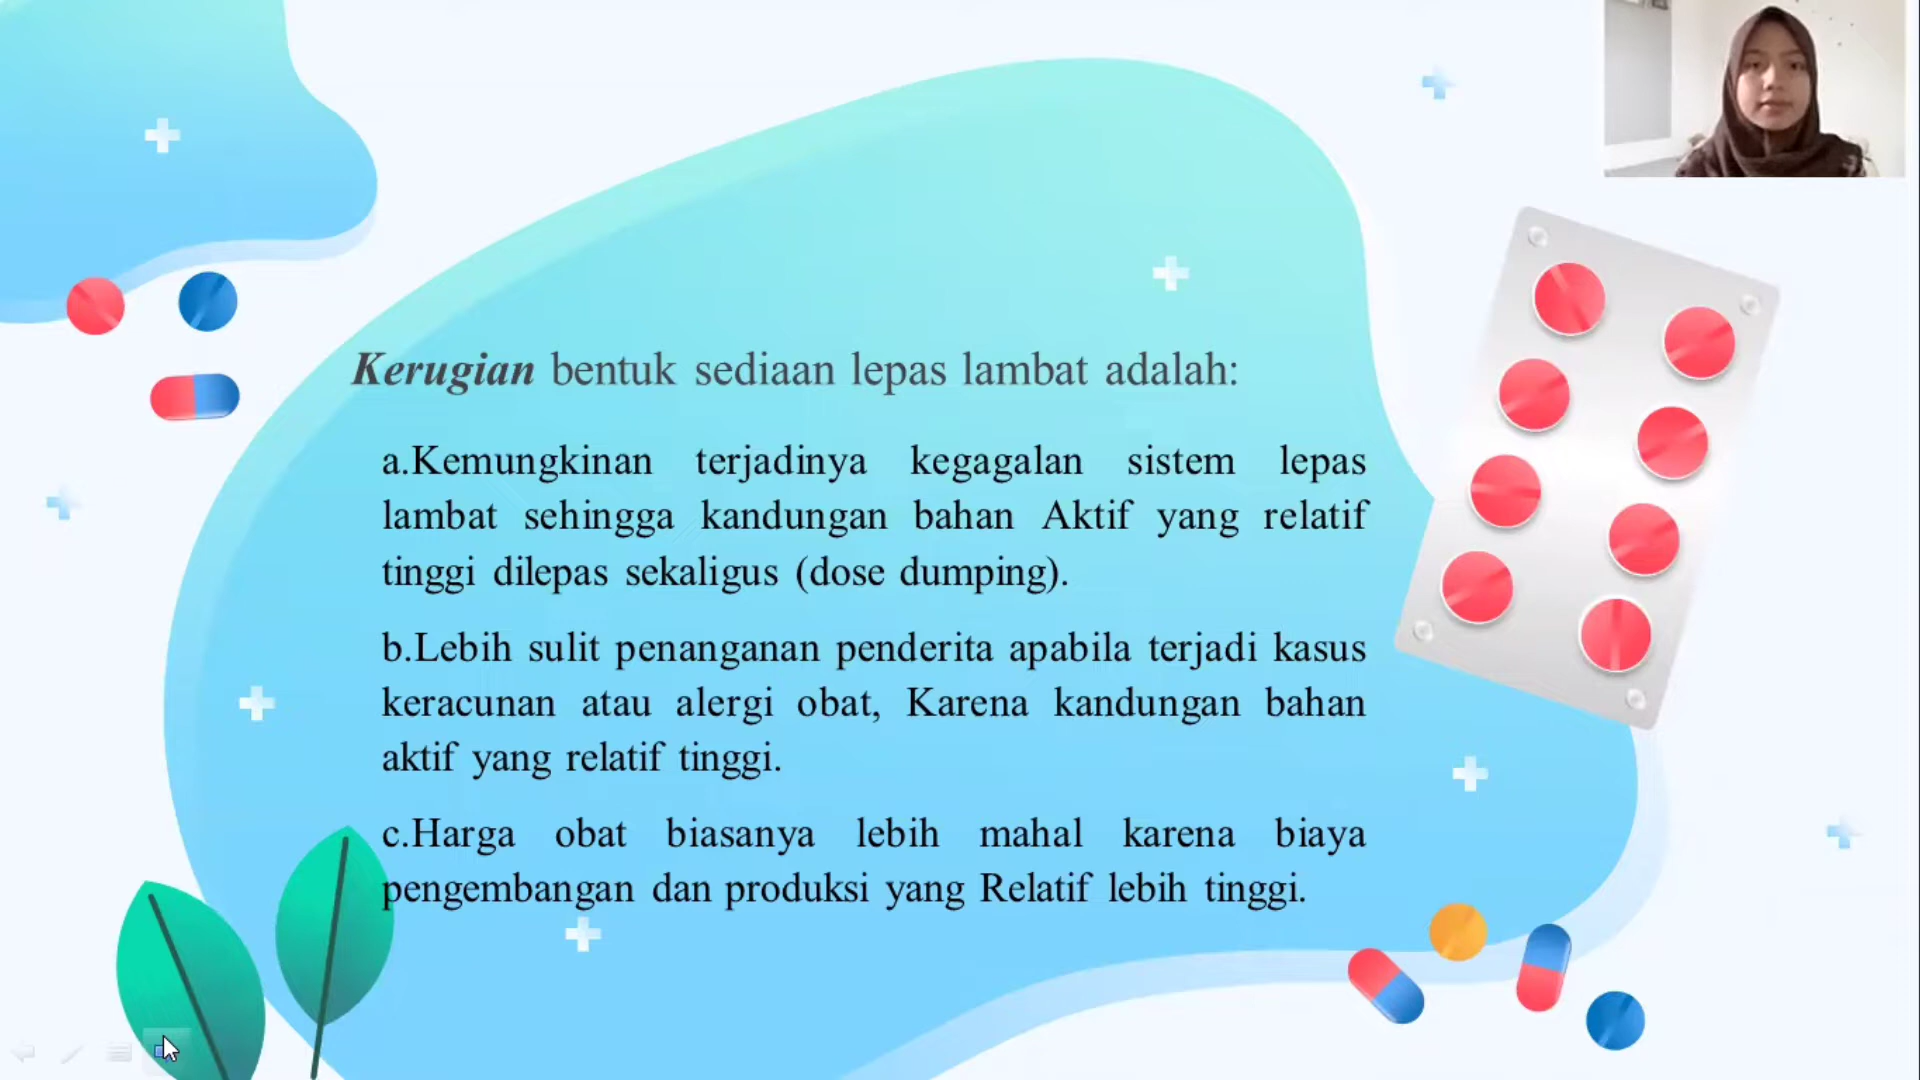 Kerugian bentuk sediaan lepas lambat adalah:
a.Kemungkinan terjadinya kegagalan sistem lepas
lambat sehingga kandungan bahan Aktif yang relatif
tinggi dilepas sekaligus (dose dumping).
b.Lebih sulit penanganan penderita apabila terjadi kasus
keracunan atau alergi obat, Karena kandungan bahan
aktif yang relatif tinggi.
c.Harga obat biasanya lebih mahal karena biaya
pengembangan dan produksi yang Relatif lebih tinggi.